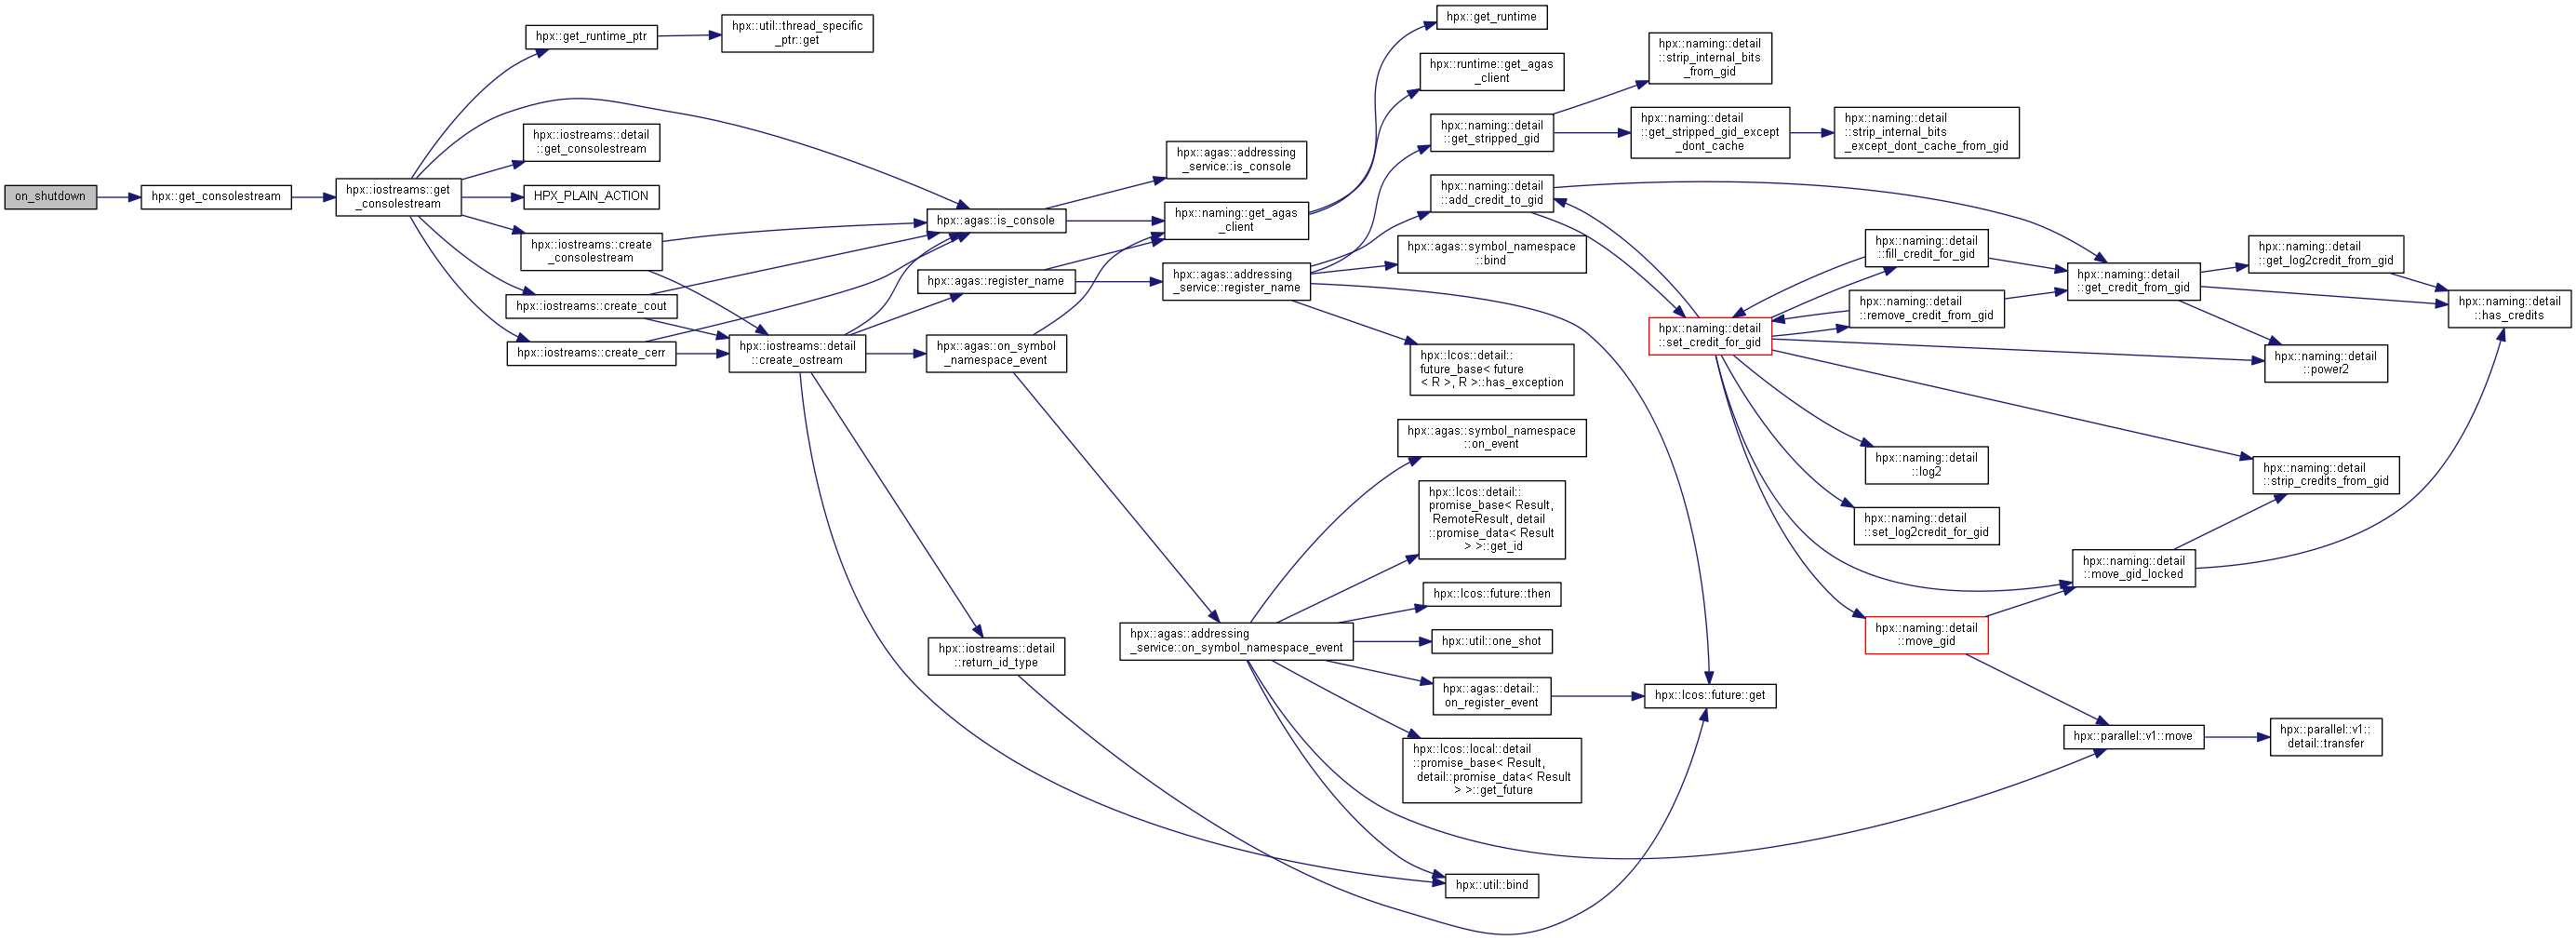 on_shutdown
hpx::get_consolestream
hpx::iostreams::get
_consolestream
hpx::get_runtime_ptr
hpx::util::thread_specific
_ptr::get
hpx::iostreams::detail
::get_consolestream
HPX_PLAIN_ACTION
hpx::iostreams::create
_consolestream
hpx::iostreams::create_cout
hpx::iostreams::create_cerr
hpx::iostreams::detail
::create_ostream
hpx::agas::is_console
hpx::agas::register_name
hpx::agas::on_symbol
_namespace_event
hpx::iostreams::detail
::return_id_type
hpx::agas::addressing
_service::is_console
hpx::naming::get_agas
_client
hpx::agas::addressing
_service::register_name
hpx::agas::addressing
_service::on_symbol_namespace_event
hpx::get_runtime
hpx::runtime::get_agas
_client
hpx::naming::detail
::get_stripped_gid
hpx::naming::detail
::add_credit_to_gid
hpx::agas::symbol_namespace
::bind
hpx::lcos::detail::
future_base< future
< R >, R >::has_exception
hpx::agas::symbol_namespace
::on_event
hpx::lcos::detail::
promise_base< Result,
RemoteResult, detail
::promise_data< Result
> >::get_id
hpx::lcos::future::then
hpx::util::one_shot
hpx::agas::detail::
on_register_event
hpx::lcos::local::detail
::promise_base< Result,
detail::promise_data< Result
> >::get_future
hpx::util::bind
hpx::naming::detail
::strip_internal_bits
_from_gid
hpx::naming::detail
::get_stripped_gid_except
_dont_cache
hpx::naming::detail
::strip_internal_bits
_except_dont_cache_from_gid
hpx::naming::detail
::set_credit_for_gid
hpx::lcos::future::get
hpx::naming::detail
::fill_credit_for_gid
hpx::naming::detail
::remove_credit_from_gid
hpx::naming::detail
::log2
hpx::naming::detail
::set_log2credit_for_gid
hpx::naming::detail
::move_gid
hpx::naming::detail
::get_credit_from_gid
hpx::naming::detail
::move_gid_locked
hpx::parallel::v1::move
hpx::naming::detail
::get_log2credit_from_gid
hpx::naming::detail
::has_credits
hpx::naming::detail
::power2
hpx::naming::detail
::strip_credits_from_gid
hpx::parallel::v1::
detail::transfer